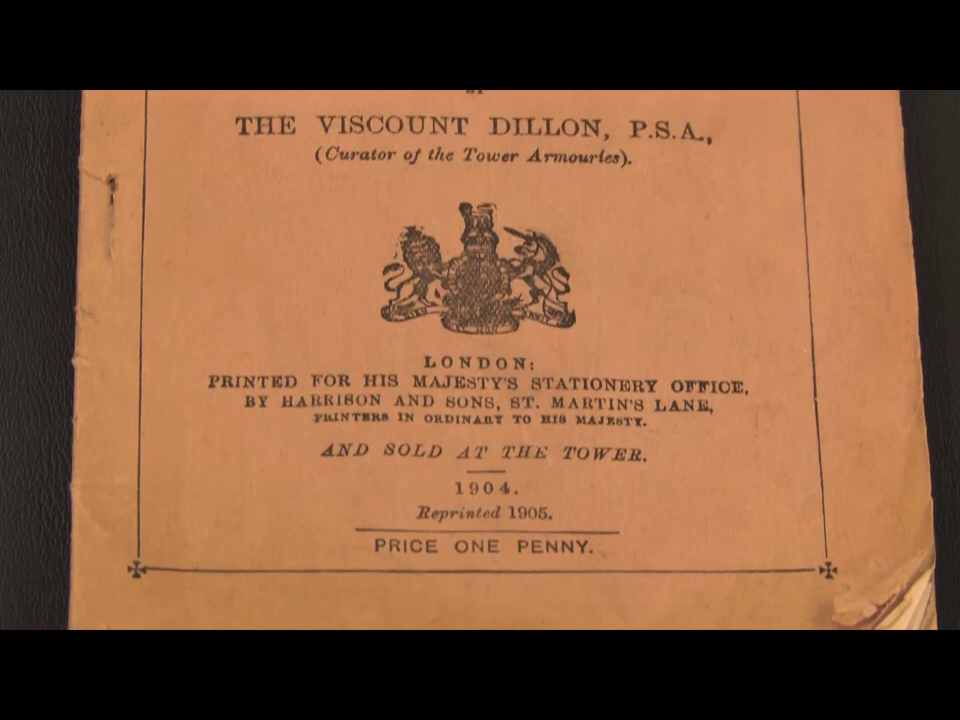 THE VISCOUNT DILLON, P.S.A.,
(Curator of the Tower Armouries).
LONDON:
PRINTED FOR HIS MAJESTY'S STATIONERY OFFICE,
BY HARRISON AND SONS, ST. MARTIN'S LANE,
PRINTERS IN ORDINARY TO HIS MAJESTY.
AND SOLD AT THE TOWER.
1904.
Reprinted 1905.
PRICE ONE PENNY.